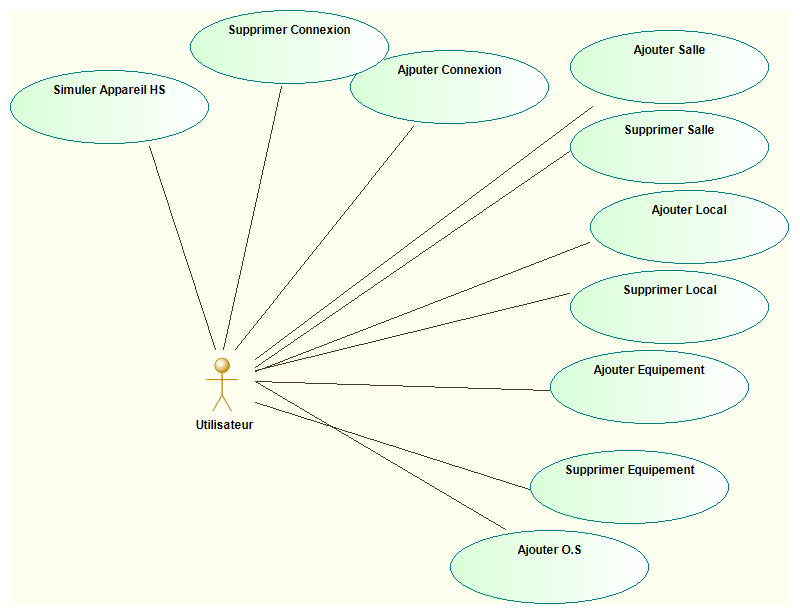 Supprimer Connexion
Ajputer Connexion
Simuler Appareil HS
Ajouter Salle
Supprimer Salle
Ajouter Local
Supprimer Local
Ajouter Equipement
Utilisateur
Supprimer Equipement
Ajouter O.S